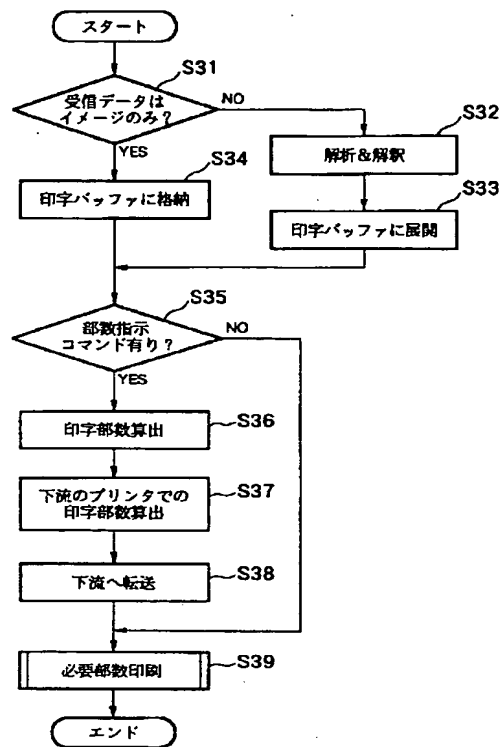 スタート
S31
受信データは
イメージのみ?
NO
YES
S32
解析&解釈
S34
印字バッファに格納
S33
印字バッファに展開
S35
部数指示
コマンド有り?
NO
YES
S36
印字部数算出
S37
下流のプリンタでの
印字部数算出
S38
下流へ転送
S39
必要部数印刷
エンド